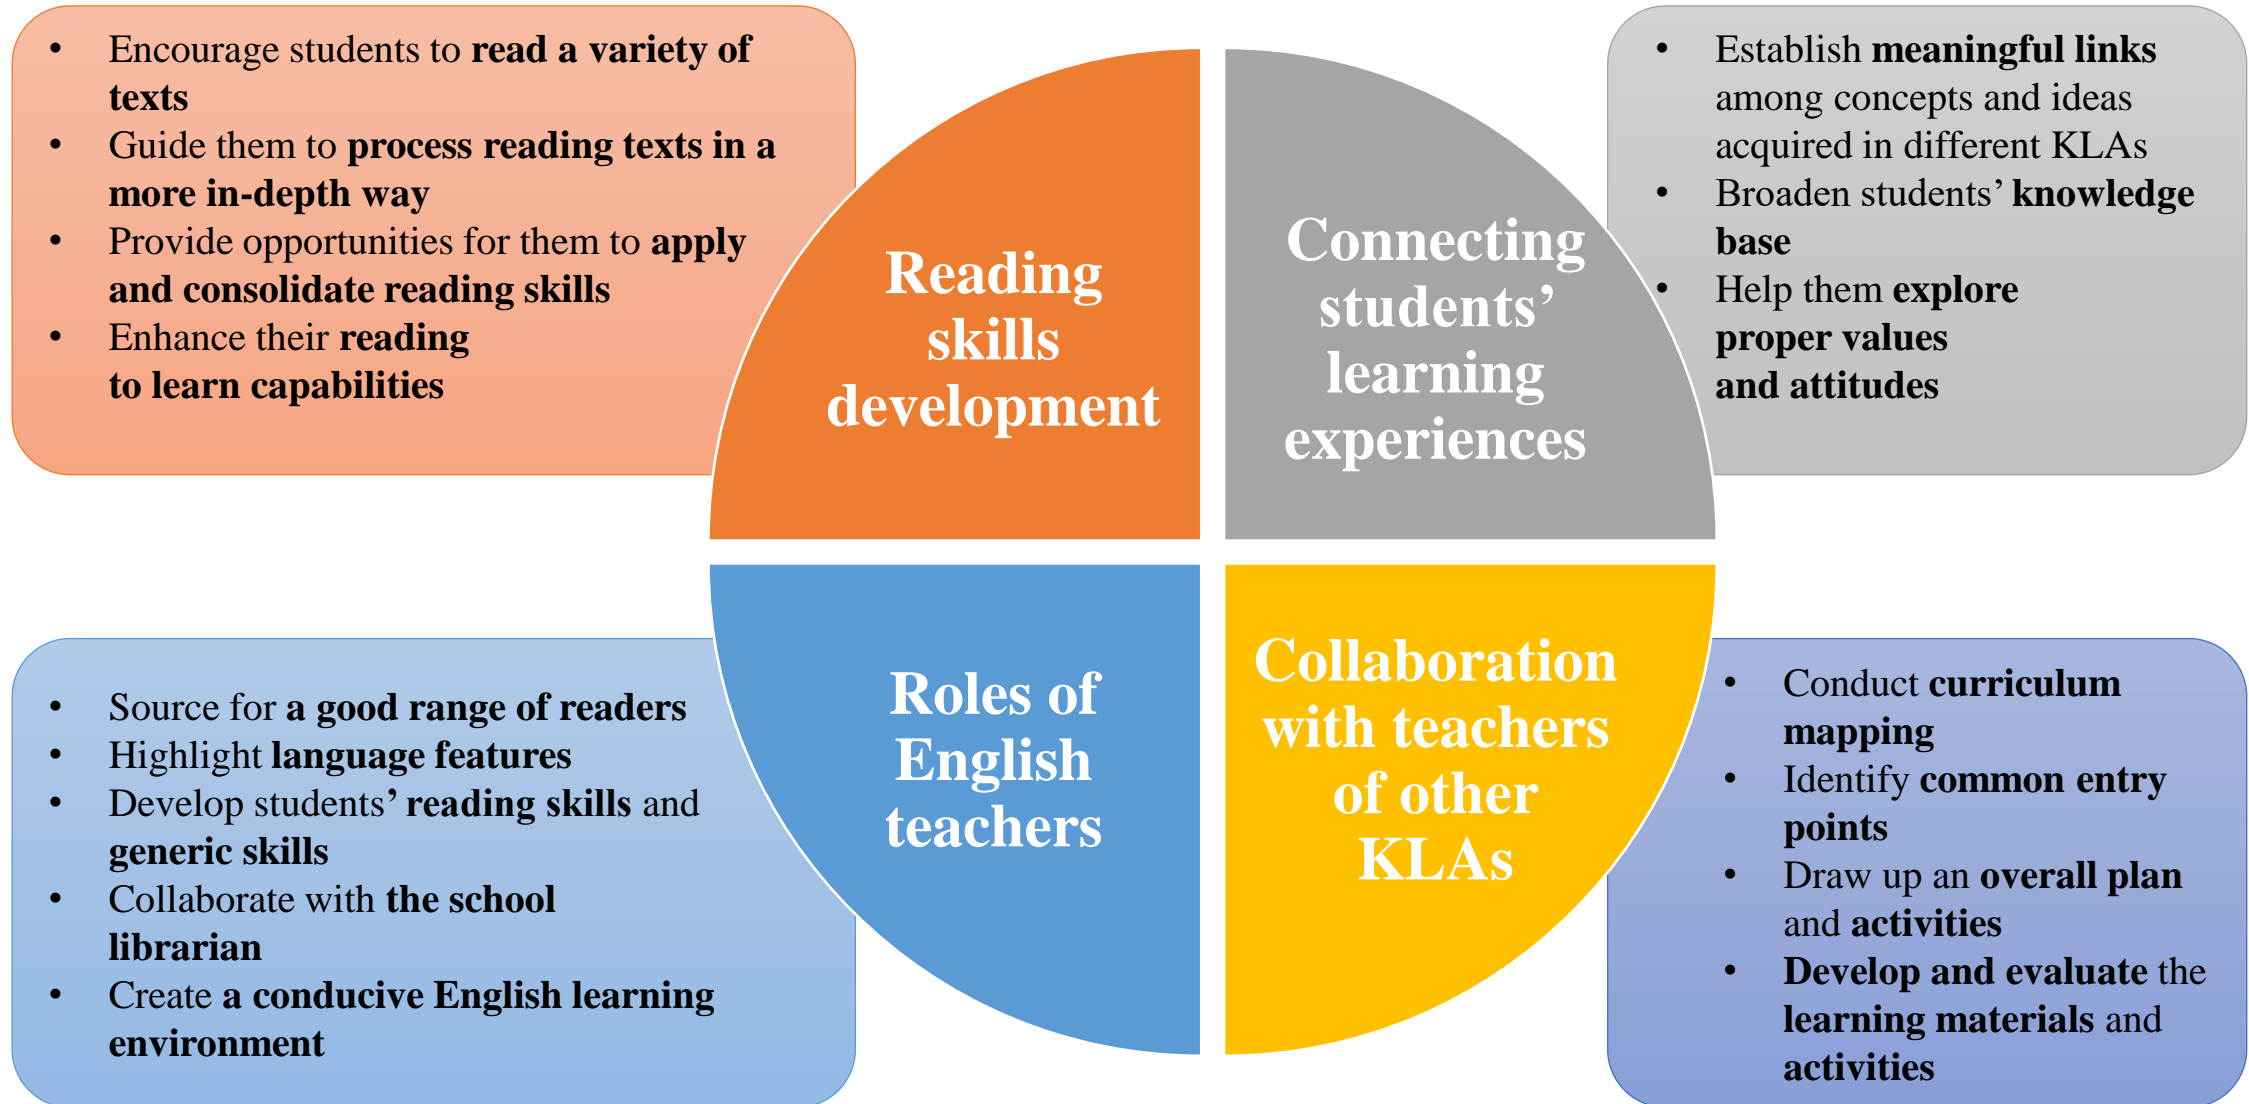 • Encourage students to read a variety of
texts
• Guide them to process reading texts in a
more in-depth way
• Provide opportunities for them to apply
and consolidate reading skills
• Enhance their reading
to learn capabilities
Reading
skills
development
Connecting
students’
learning
experiences
• Establish meaningful links
among concepts and ideas
acquired in different KLAs
• Broaden students’ knowledge
base
• Help them explore
proper values
and attitudes
• Source for a good range of readers
• Highlight language features
• Develop students’ reading skills and
generic skills
• Collaborate with the school
librarian
• Create a conducive English learning
environment
Roles of
English
teachers
Collaboration
with teachers
of other
KLAs
• Conduct curriculum
mapping
• Identify common entry
points
• Draw up an overall plan
and activities
• Develop and evaluate the
learning materials and
activities